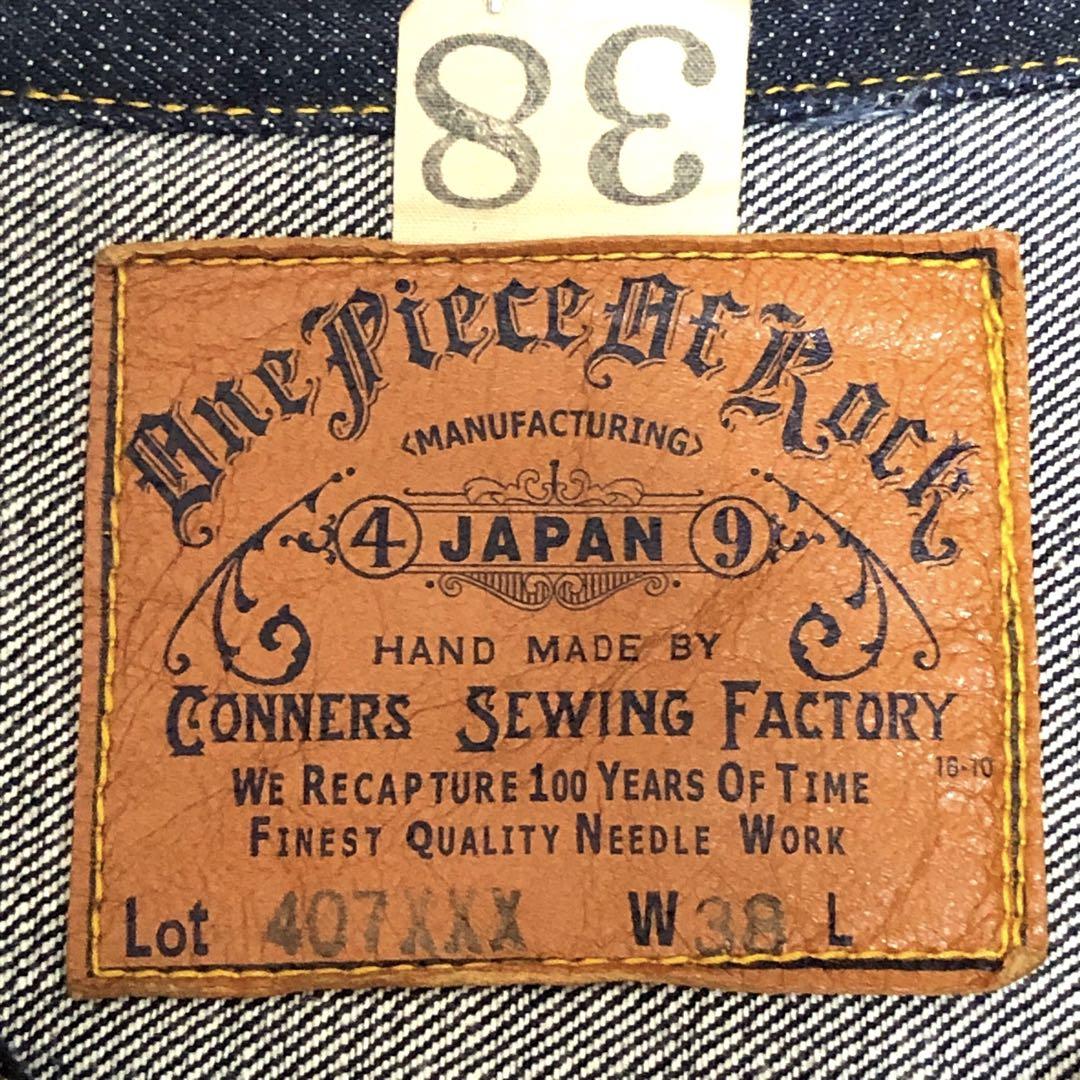 38
One Piece Of Rock
<MANUFACTURING>
4 JAPAN 9
HAND MADE BY
CONNERS SEWING FACTORY
16-10
WE RECAPTURE 100 YEARS OF TIME
FINEST QUALITY NEEDLE WORK
Lot 407XXX W 38 L